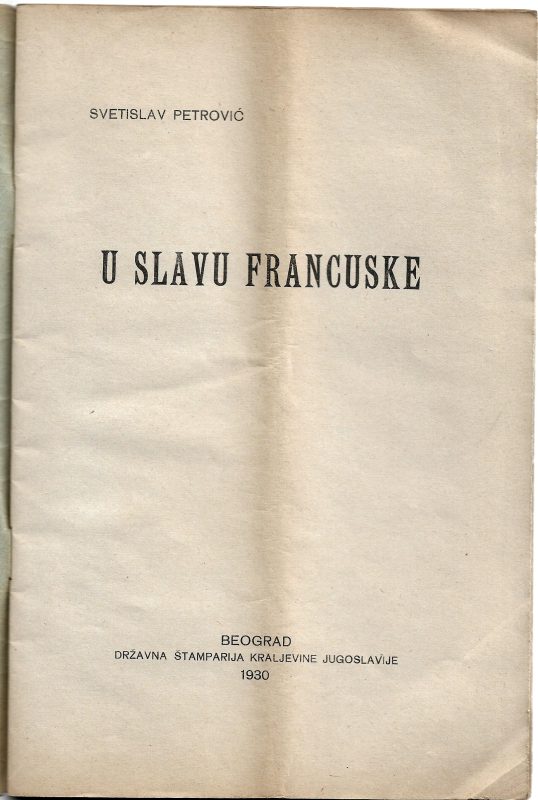 SVETISLAV PETROVIĆ
U SLAVU FRANCUSKE
BEOGRAD
DRŽAVNA ŠTAMPARIJA KRALJEVINE JUGOSLAVIJE
1930